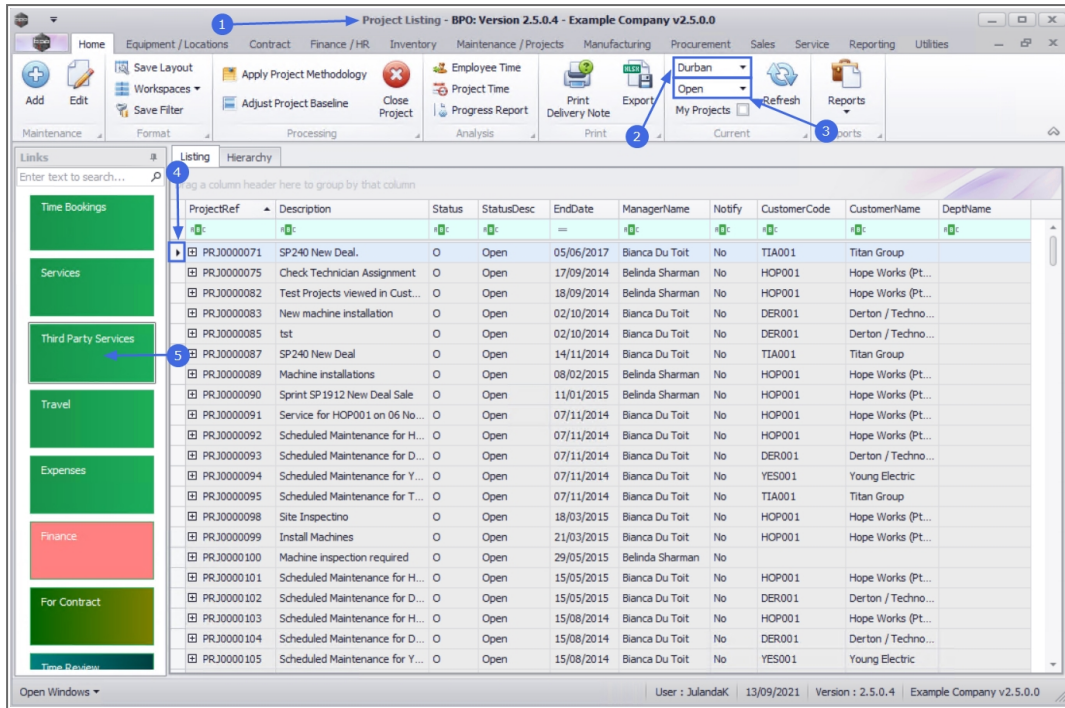 1
Project Listing - BPO: Version 2.5.0.4 - Example Company v2.5.0.0
Home Equipment / Locations Contract Finance / HR Inventory Maintenance / Projects Manufacturing Procurement Sales Service Reporting Utilities
Add
Edit
Save Layout
Workspaces
Save Filter
Apply Project Methodology
Adjust Project Baseline
Close Project
Employee Time
Project Time
Progress Report
Print Delivery Note
Export
2
Durban
Open
My Projects
Refresh
3
Reports
Maintenance Format Processing Analysis Print Current
Links
Enter text to search...
Listing Hierarchy
4
a column header here to group by that column
ProjectRef Description Status StatusDesc EndDate ManagerName Notify CustomerCode CustomerName DeptName
PRJ0000071 SP240 New Deal. O Open 05/06/2017 Bianca Du Toit No TIA001 Titan Group
PRJ0000075 Check Technician Assignment O Open 17/09/2014 Belinda Sharman No HOP001 Hope Works (Pt...
PRJ0000082 Test Projects viewed in Cust... O Open 18/09/2014 Belinda Sharman No HOP001 Hope Works (Pt...
PRJ0000083 New machine installation O Open 02/10/2014 Bianca Du Toit No DER001 Derton / Techno...
PRJ0000085 tst O Open 02/10/2014 Bianca Du Toit No DER001 Derton / Techno...
PRJ0000087 SP240 New Deal O Open 14/11/2014 Bianca Du Toit No TIA001 Titan Group
PRJ0000089 Machine installations O Open 08/02/2015 Belinda Sharman No HOP001 Hope Works (Pt...
PRJ0000090 Sprint SP1912 New Deal Sale O Open 11/01/2015 Belinda Sharman No HOP001 Hope Works (Pt...
PRJ0000091 Service for HOP001 on 06 No... O Open 07/11/2014 Bianca Du Toit No HOP001 Hope Works (Pt...
PRJ0000092 Scheduled Maintenance for H... O Open 07/11/2014 Bianca Du Toit No HOP001 Hope Works (Pt...
PRJ0000093 Scheduled Maintenance for D... O Open 07/11/2014 Bianca Du Toit No DER001 Derton / Techno...
PRJ0000094 Scheduled Maintenance for Y... O Open 07/11/2014 Bianca Du Toit No YES001 Young Electric
PRJ0000095 Scheduled Maintenance for T... O Open 07/11/2014 Bianca Du Toit No TIA001 Titan Group
PRJ0000098 Site Inspectino O Open 18/03/2015 Bianca Du Toit No HOP001 Hope Works (Pt...
PRJ0000099 Install Machines O Open 21/03/2015 Bianca Du Toit No HOP001 Hope Works (Pt...
PRJ0000100 Machine inspection required O Open 29/05/2015 Belinda Sharman No
PRJ0000101 Scheduled Maintenance for H... O Open 15/05/2015 Bianca Du Toit No HOP001 Hope Works (Pt...
PRJ0000102 Scheduled Maintenance for D... O Open 15/05/2015 Bianca Du Toit No DER001 Derton / Techno...
PRJ0000103 Scheduled Maintenance for H... O Open 15/08/2014 Bianca Du Toit No HOP001 Hope Works (Pt...
PRJ0000104 Scheduled Maintenance for D... O Open 15/08/2014 Bianca Du Toit No DER001 Derton / Techno...
PRJ0000105 Scheduled Maintenance for Y... O Open 15/08/2014 Bianca Du Toit No YES001 Young Electric
Time Bookings
Services
Third Party Services
5
Travel
Expenses
Finance
For Contract
Time Review
Open Windows
User : JulandaK 13/09/2021 Version : 2.5.0.4 Example Company v2.5.0.0